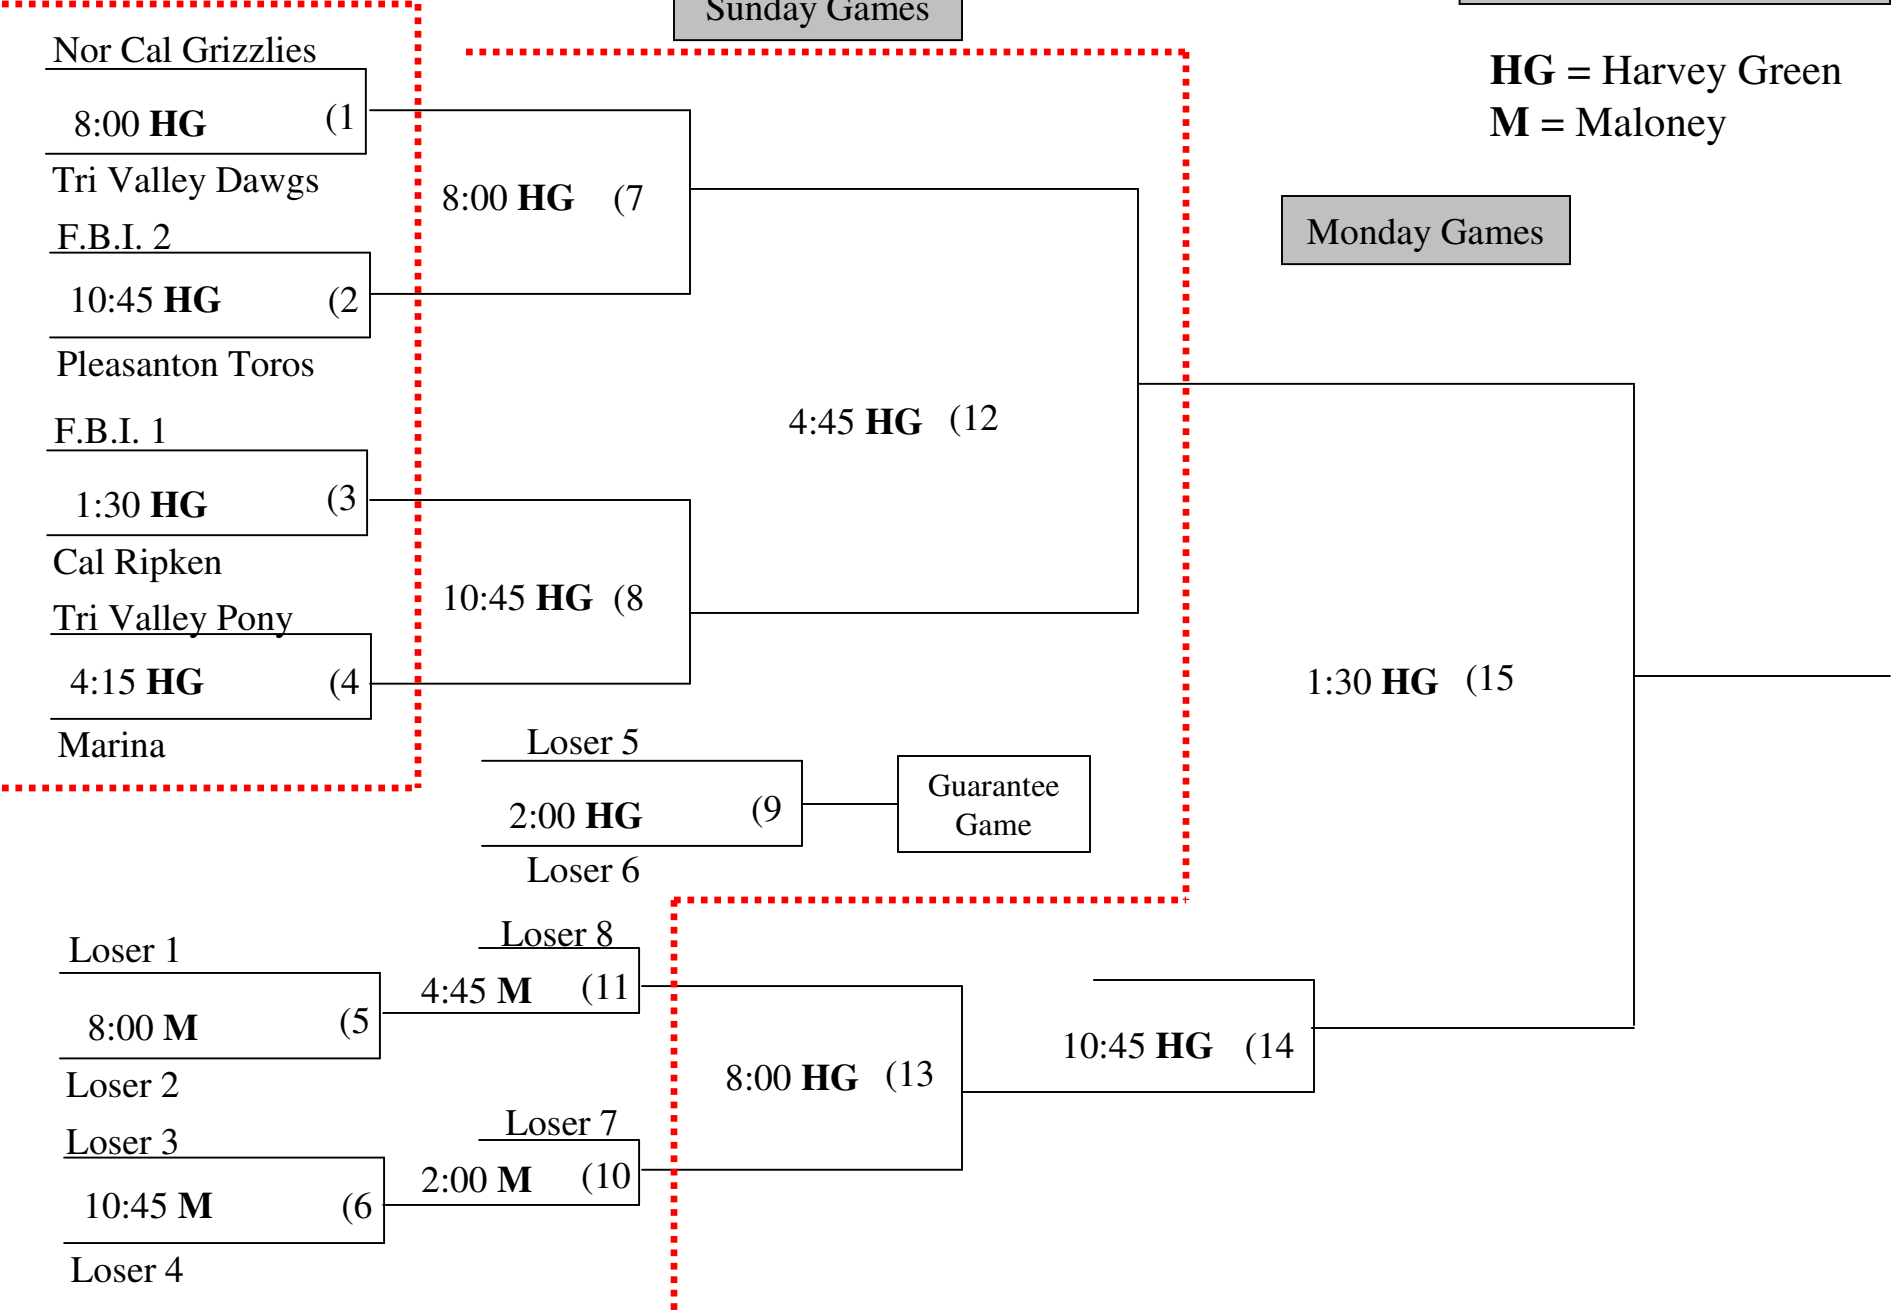 Sunday Games
HG = Harvey Green
M = Maloney
Monday Games
Nor Cal Grizzlies
8:00 HG (1
Tri Valley Dawgs
F.B.I. 2
10:45 HG (2
Pleasanton Toros
F.B.I. 1
1:30 HG (3
Cal Ripken
Tri Valley Pony
4:15 HG (4
Marina
8:00 HG (7
10:45 HG (8
4:45 HG (12
1:30 HG (15
Loser 5
2:00 HG (9
Loser 6
Guarantee
Game
Loser 1
8:00 M (5
Loser 2
Loser 3
10:45 M (6
Loser 4
Loser 8
4:45 M (11
Loser 7
2:00 M (10
8:00 HG (13
10:45 HG (14